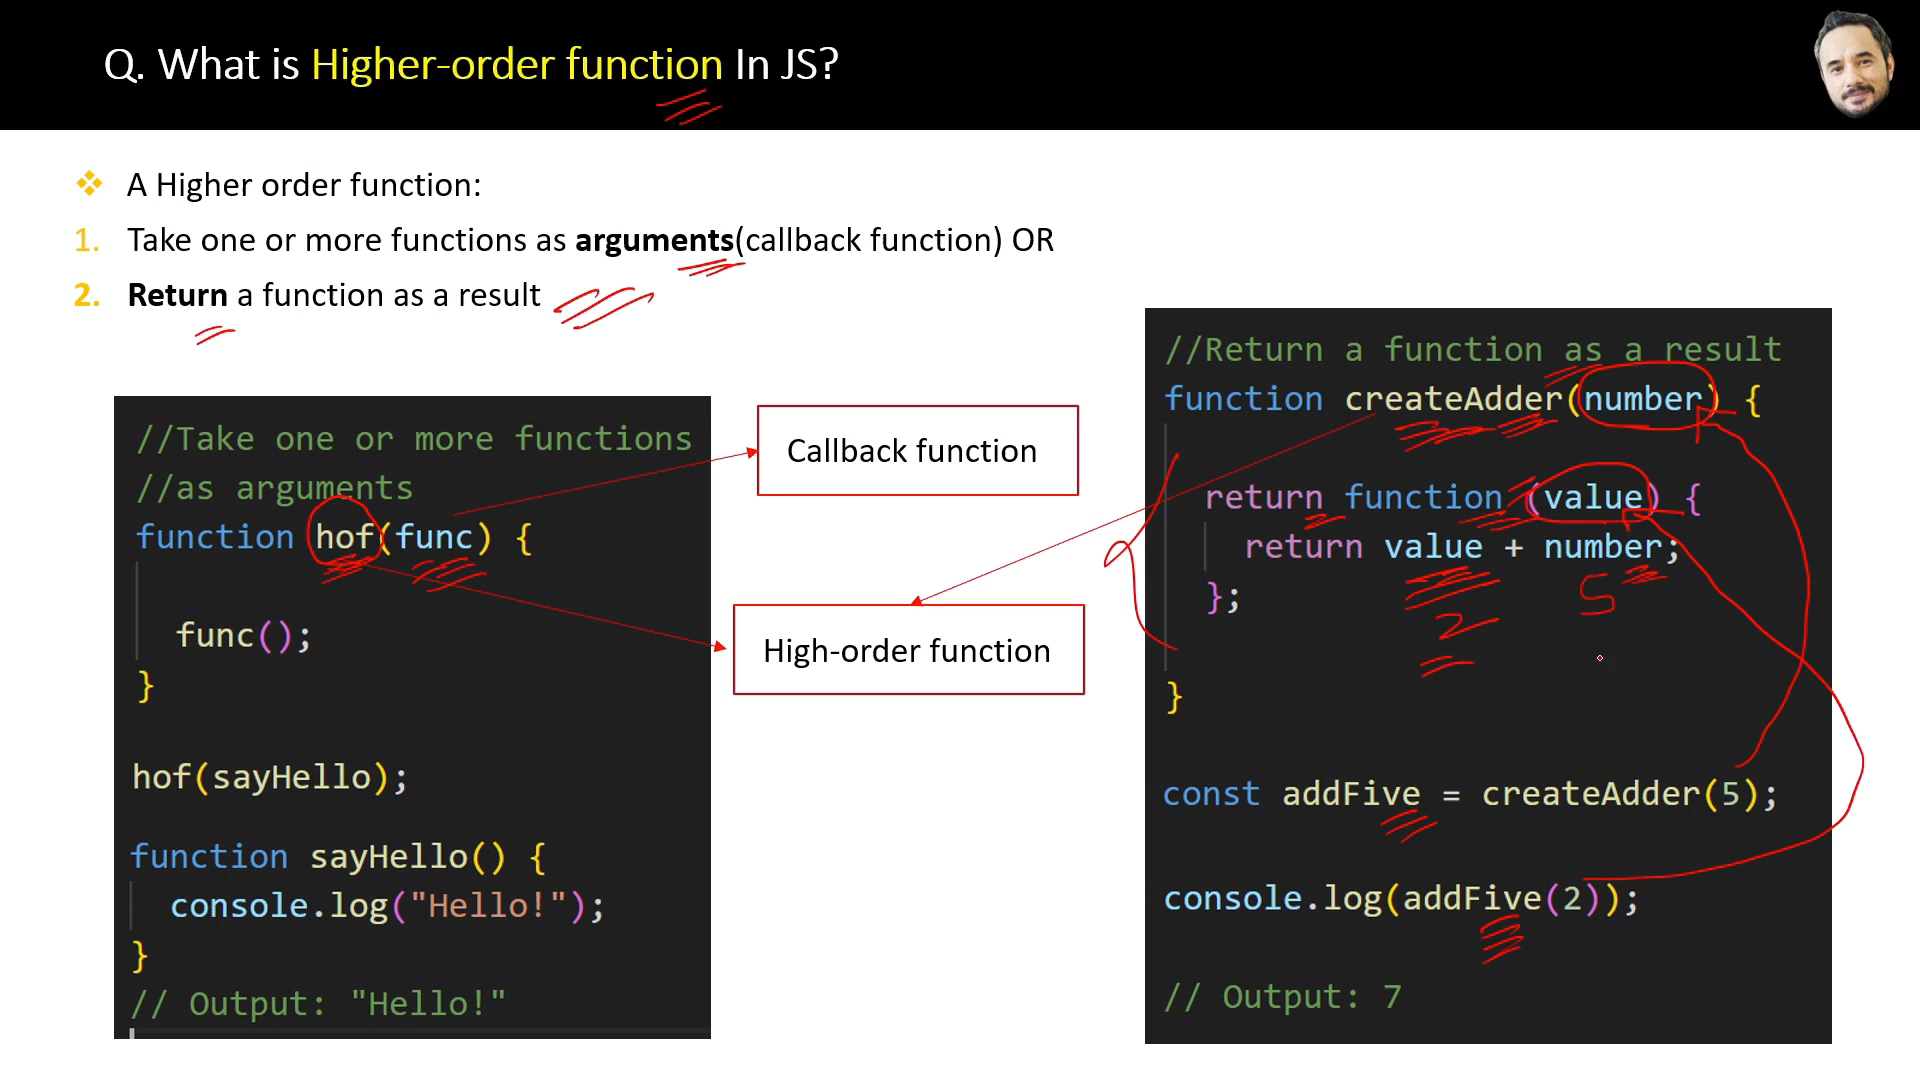 Q. What is Higher-order function In JS?
❖ A Higher order function:
1. Take one or more functions as arguments(callback function) OR
2. Return a function as a result
//Take one or more functions
//as arguments
function hof(func) {
func();
}
hof(sayHello);
function sayHello() {
console.log("Hello!");
}
// Output: "Hello!"
Callback function
High-order function
//Return a function as a result
function createAdder(number) {
return function (value) {
return value + number;
};
2
5
}
const addFive = createAdder(5);
console.log(addFive(2));
// Output: 7